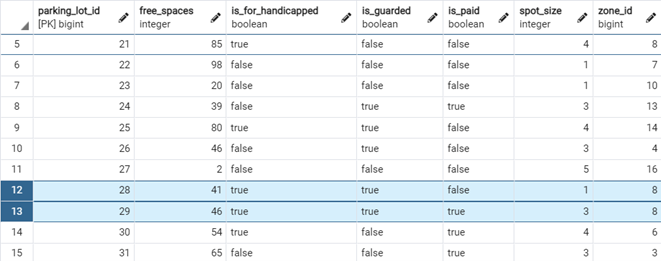 parking_lot_id free_spaces is_for_handicapped is_guarded is_paid spot_size zone_id
[PK] bigint integer boolean boolean boolean integer bigint
5 21 85 true false false 4 8
6 22 98 false false false 1 7
7 23 20 false false false 1 10
8 24 39 false true true 3 13
9 25 80 true true false 4 14
10 26 46 false true false 3 4
11 27 2 false false false 5 16
12 28 41 true true false 1 8
13 29 46 true true true 3 8
14 30 54 true false true 4 6
15 31 65 false false true 3 3